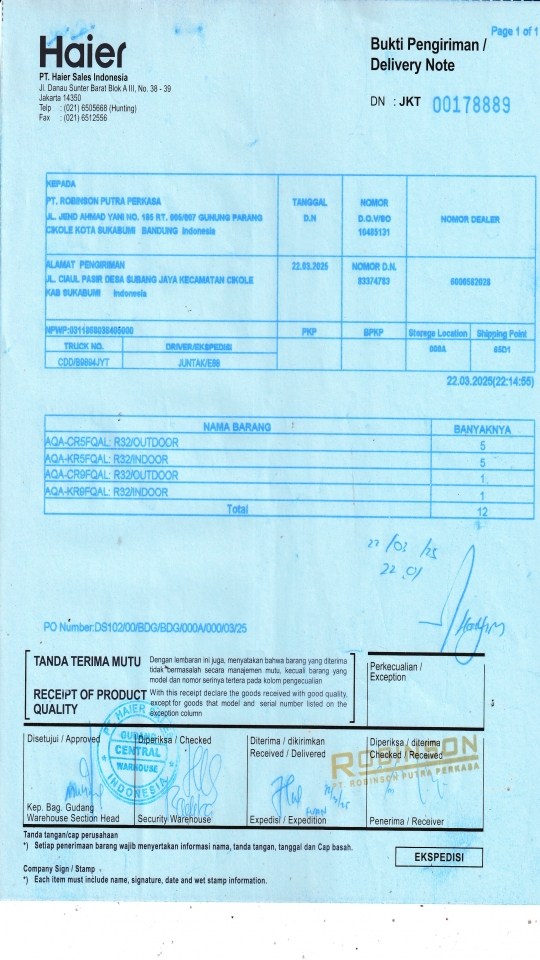 Page 1 of 1
Haier
Bukti Pengiriman /
Delivery Note
PT. Haier Sales Indonesia
Jl. Danau Sunter Barat Blok A III, No. 38 - 39
Jakarta 14350
Telp : (021) 6505668 (Hunting)
Fax : (021) 6512556
DN : JKT 00178889
KEPADA
PT. ROBINSON PUTRA PERKASA
JL. JEND AHMAD YANI NO. 195 RT. 006/007 GUNUNG PARANG
CIKOLE KOTA SUKABUMI BANDUNG Indonesia
TANGGAL
D.N
NOMOR
D.O.Y/SO
NOMOR DEALER
ALAMAT PENGIRIMAN
JL. CIAUL PASIR DESA SUBANG JAYA KECAMATAN CIKOLE
KAB SUKABUMI Indonesia
22.03.2025
NOMOR D.N.
83374783
PKP
BPKP
Storage Location
Shipping Point
000A
TRUCK NO.
DRIVER/EKSPEDISI
CDD/B9894JYT
JUNTAK/E86
22.03.2025(22:14:55)
NAMA BARANG BANYAKNYA
AQA-CR5FQAL: R32/OUTDOOR 5
AQA-KR5FQAL: R32/INDOOR 5
AQA-CR9FQAL: R32/OUTDOOR 1
AQA-KR9FQAL: R32/INDOOR 1
Total 12
22/03/25
22.01
PO Number:DS102/00/BDG/BDG/000A/000/03/25
TANDA TERIMA MUTU
Dengan lembaran ini juga, menyatakan bahwa barang yang diterima
tidak bermasalah secara manajemen mutu, kecuali barang yang
model dan nomor serinya tertera pada kolom pengecualian
RECEIPT OF PRODUCT
QUALITY
With this receipt declare the goods received with good quality,
except for goods that model and serial number listed on the
exception column
Perkecualian /
Exception
Disetujui / Approved
Diperiksa / Checked
Diterima / dikirimkan
Received / Delivered
Diperiksa / diterima
Checked / Received
PT HAIER
GUDANG
CENTRAL
WAREHOUSE
INDONESIA
ROBINSON
PT. ROBINSON PUTRA PERKASA
Kep. Bag. Gudang
Warehouse Section Head
Security Warehouse
Expedisi / Expedition
Penerima / Receiver
Tanda tangan/cap perusahaan
*) Setiap penerimaan barang wajib menyertakan informasi nama, tanda tangan, tanggal dan Cap basah.
EKSPEDISI
Company Sign / Stamp
*) Each item must include name, signature, date and wet stamp information.